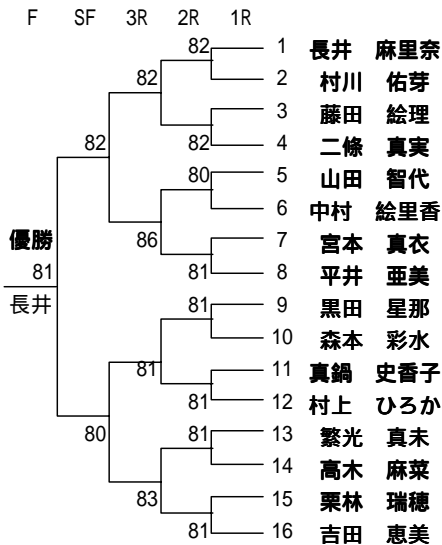 F SF 3R 2R 1R
82 1 長井 麻里奈
82 2 村川 佑芽
3 藤田 絵理
82 82 4 二條 真実
80 5 山田 智代
6 中村 絵里香
優勝 86 7 宮本 真衣
81 81 8 平井 亜美
長井 81 9 黒田 星那
10 森本 彩水
81 11 真鍋 史香子
81 12 村上 ひろか
80 81 13 繁光 真未
14 高木 麻菜
83 15 栗林 瑞穂
81 16 吉田 恵美